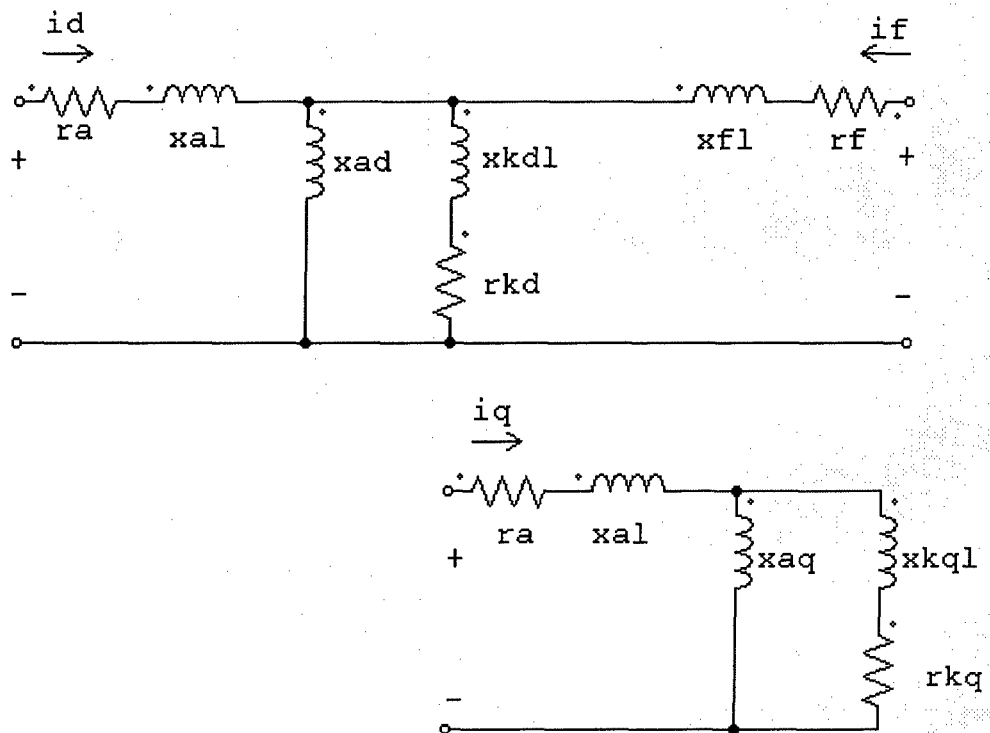 id
if
ra
xal
xad
xkdl
xfl
rf
+
+
rkd
-
-
iq
ra
xal
xaq
xkql
+
rkq
-